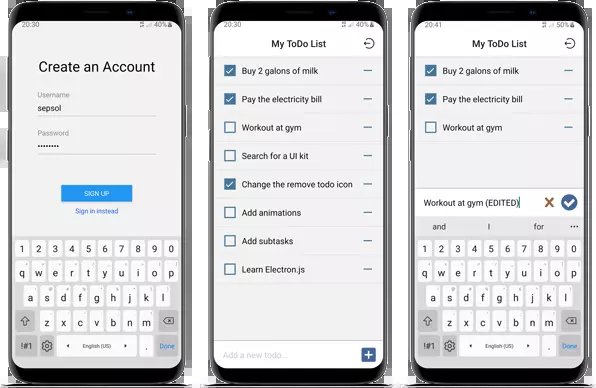 20:30
40%
Create an Account
Username
sepsol
Password
••••••••
SIGN UP
Sign in instead
1 2 3 4 5 6 7 8 9 0
q w e r t y u i o p
a s d f g h j k l
z x c v b n m
!#1
English (US)
. Done
20:30
40%
My ToDo List
Buy 2 galons of milk
Pay the electricity bill
Workout at gym
Search for a UI kit
Change the remove todo icon
Add animations
Add subtasks
Learn Electron.js
Add a new todo...
20:41
50%
My ToDo List
Buy 2 galons of milk
Pay the electricity bill
Workout at gym
Workout at gym (EDITED)
and I for ...
1 2 3 4 5 6 7 8 9 0
q w e r t y u i o p
a s d f g h j k l
z x c v b n m
!#1
English (US)
. Done